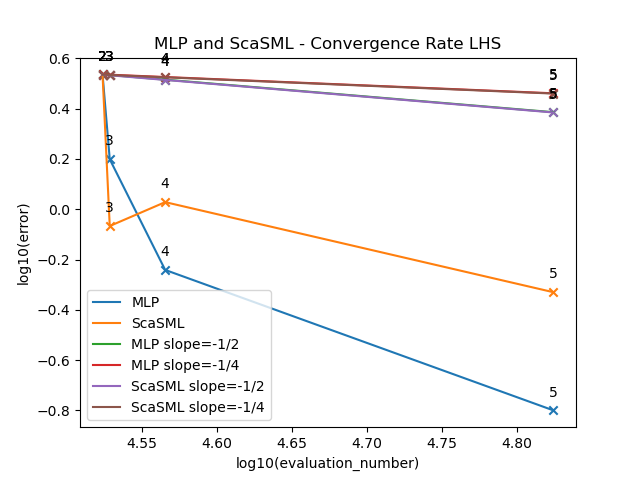 MLP and ScaSML - Convergence Rate LHS
0.6
0.4
0.2
0.0
−0.2
−0.4
−0.6
−0.8
log10(error)
2 3
4
4
5
5
3
3
4
4
5
5
MLP
ScaSML
MLP slope=-1/2
MLP slope=-1/4
ScaSML slope=-1/2
ScaSML slope=-1/4
4.55 4.60 4.65 4.70 4.75 4.80
log10(evaluation_number)